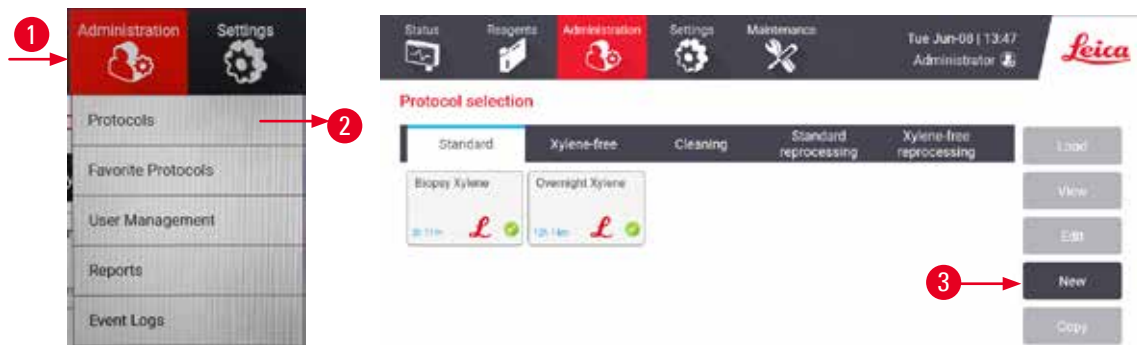 1
Administration
Settings
Protocols
2
Favorite Protocols
User Management
Reports
Event Logs
Status
Reagents
Administration
Settings
Maintenance
Tue Jun-08 | 13:47
Administrator
Leica
Protocol selection
Standard
Xylene-free
Cleaning
Standard
reprocessing
Xylene-free
reprocessing
Load
View
Edit
New
Copy
Biopsy Xylene
Overnight Xylene
L
L
3